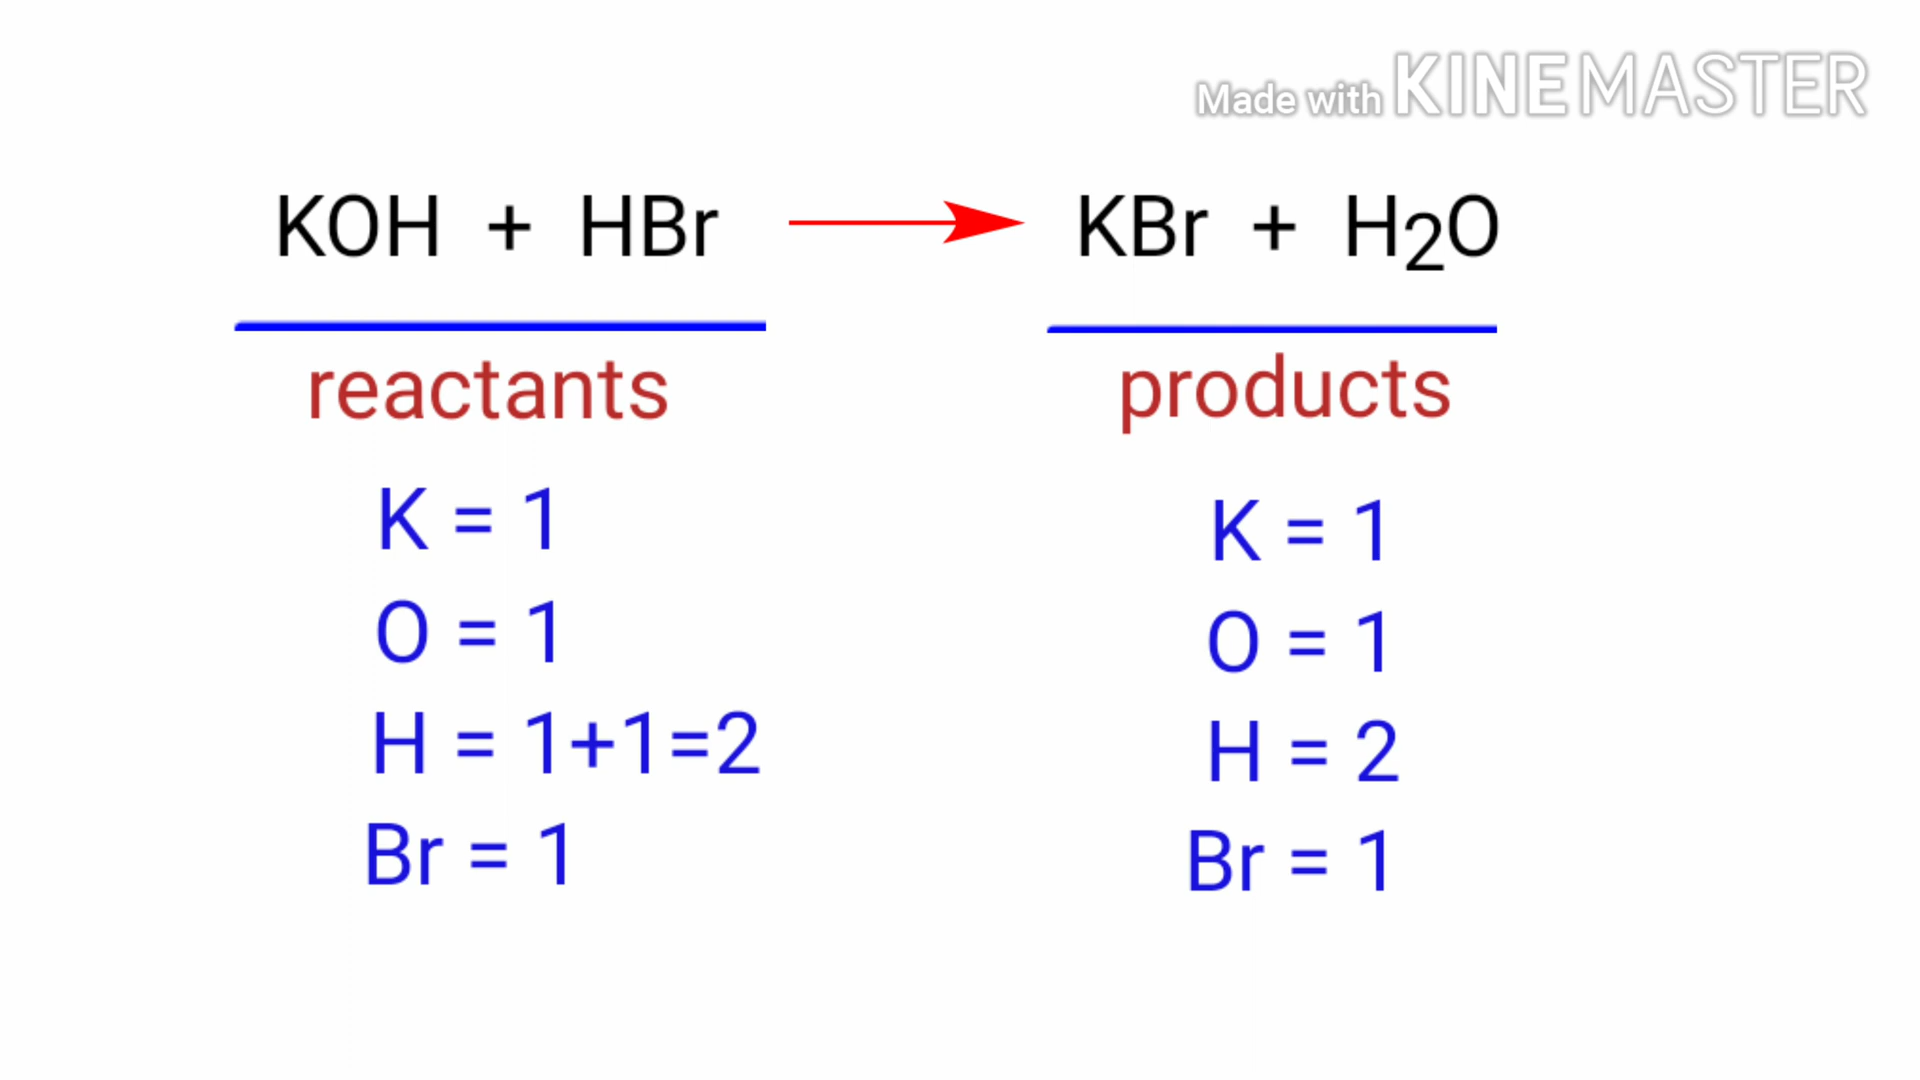 Made with KINEMASTER
KOH + HBr → KBr + H₂O
reactants
products
K = 1
O = 1
H = 1+1=2
Br = 1
K = 1
O = 1
H = 2
Br = 1